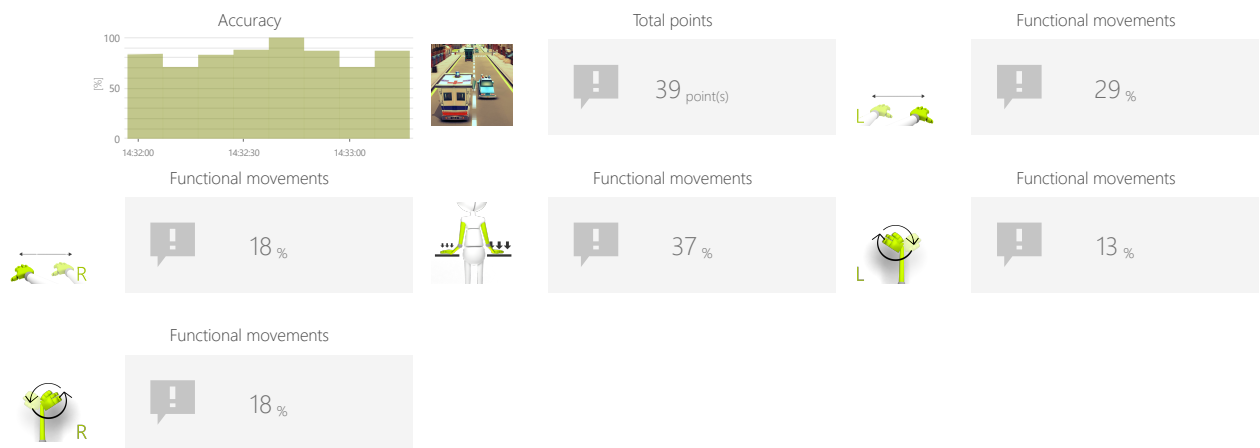 Accuracy
Total points
Functional movements
100
[%]
50
0
14:32:00
14:32:30
14:33:00
39 point(s)
L
29 %
Functional movements
Functional movements
Functional movements
R
18 %
37 %
L
13 %
Functional movements
R
18 %